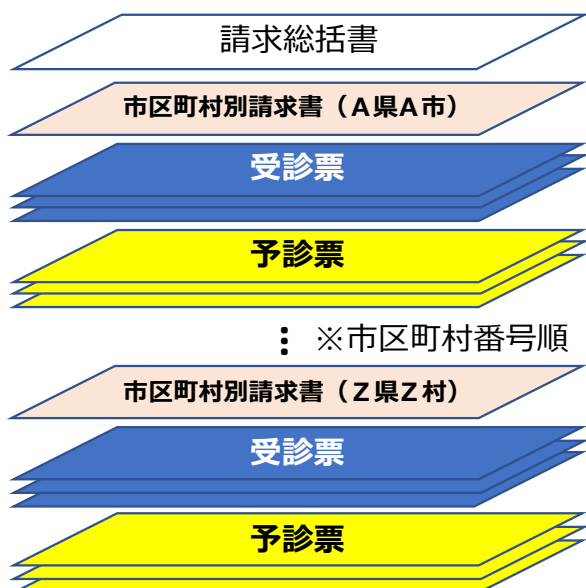 請求総括書
市区町村別請求書（Ａ県Ａ市）
受診票
予診票
⋮ ※市区町村番号順
市区町村別請求書（Ｚ県Ｚ村）
受診票
予診票